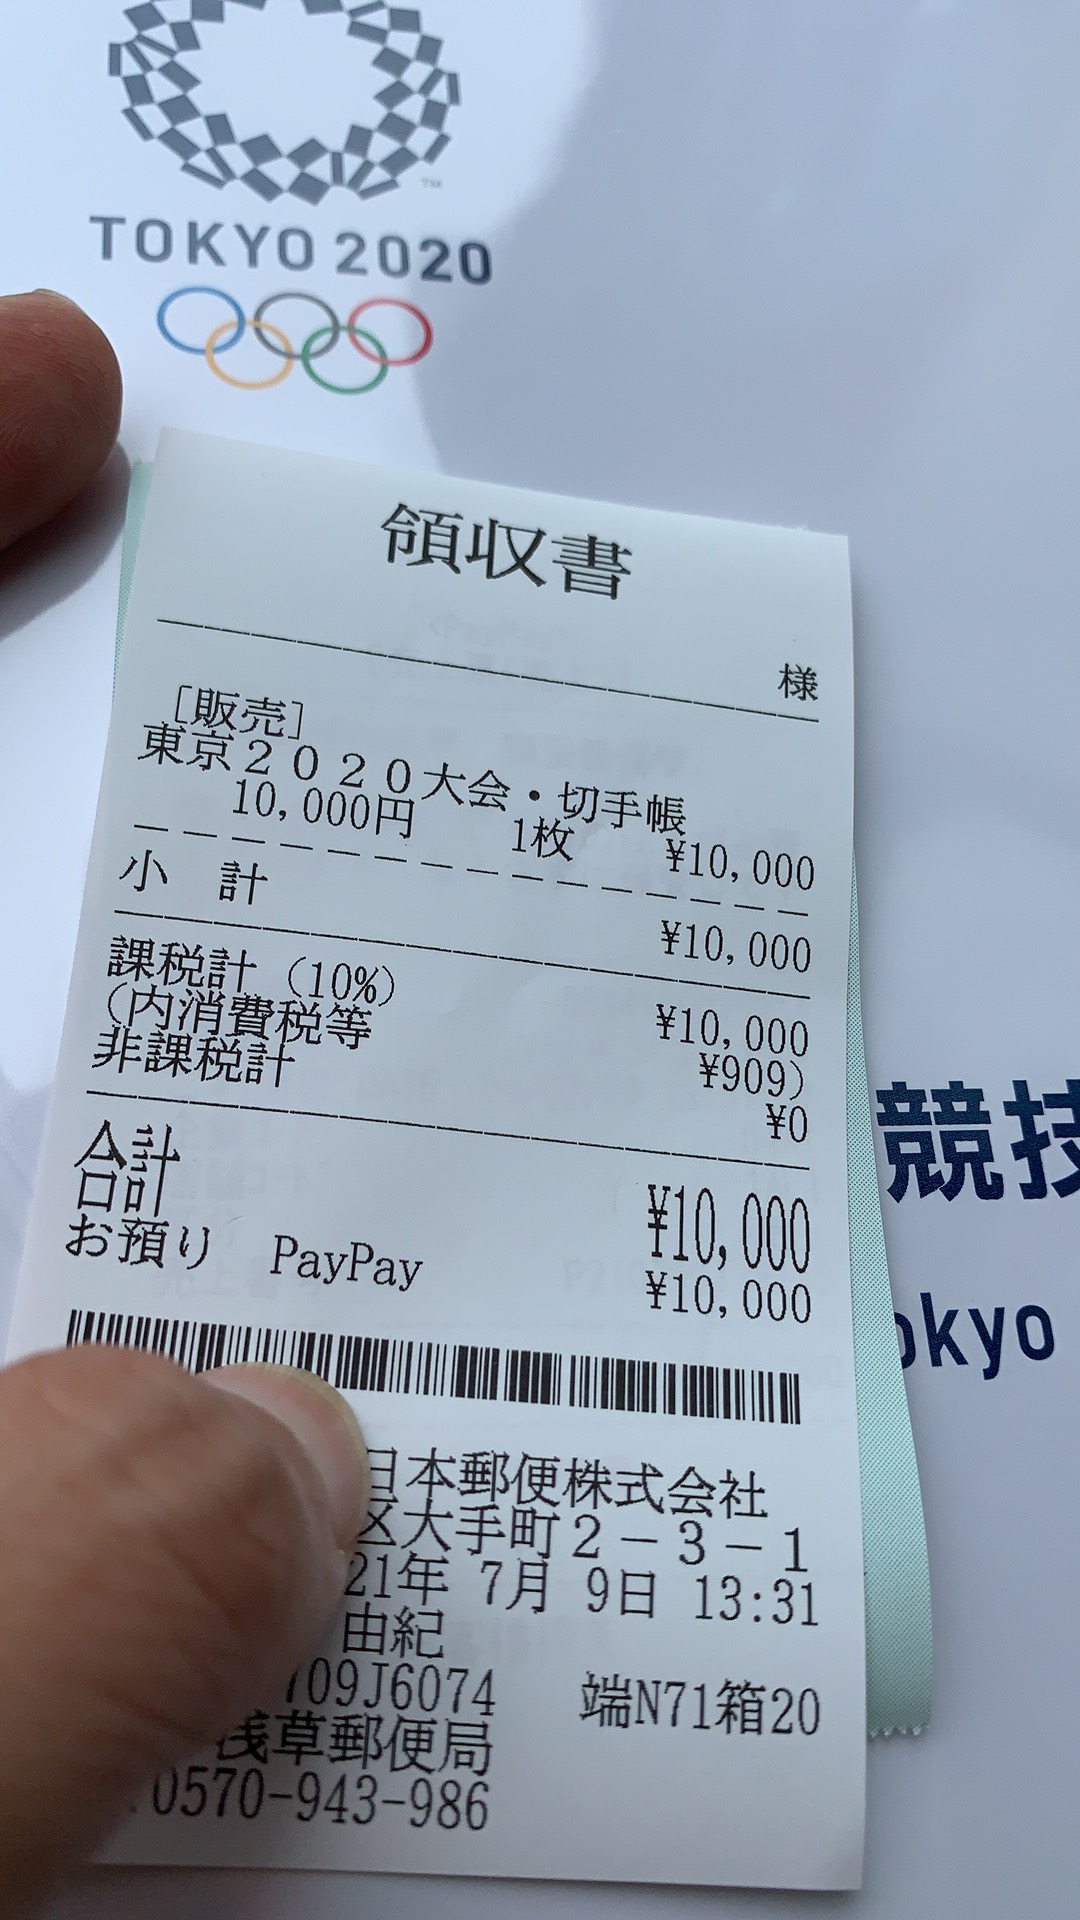 TOKYO 2020
領収書
様
[販売]
東京2020大会・切手帳
10,000円 1枚 ¥10,000
小 計 ¥10,000
課税計 (10%) ¥10,000
(内消費税等 ¥909)
非課税計 ¥0
合計 ¥10,000
お預り PayPay ¥10,000
日本郵便株式会社
区大手町2-3-1
21年 7月 9日 13:31
由紀
09J6074 端N71箱20
浅草郵便局
0570-943-986
競技
okyo